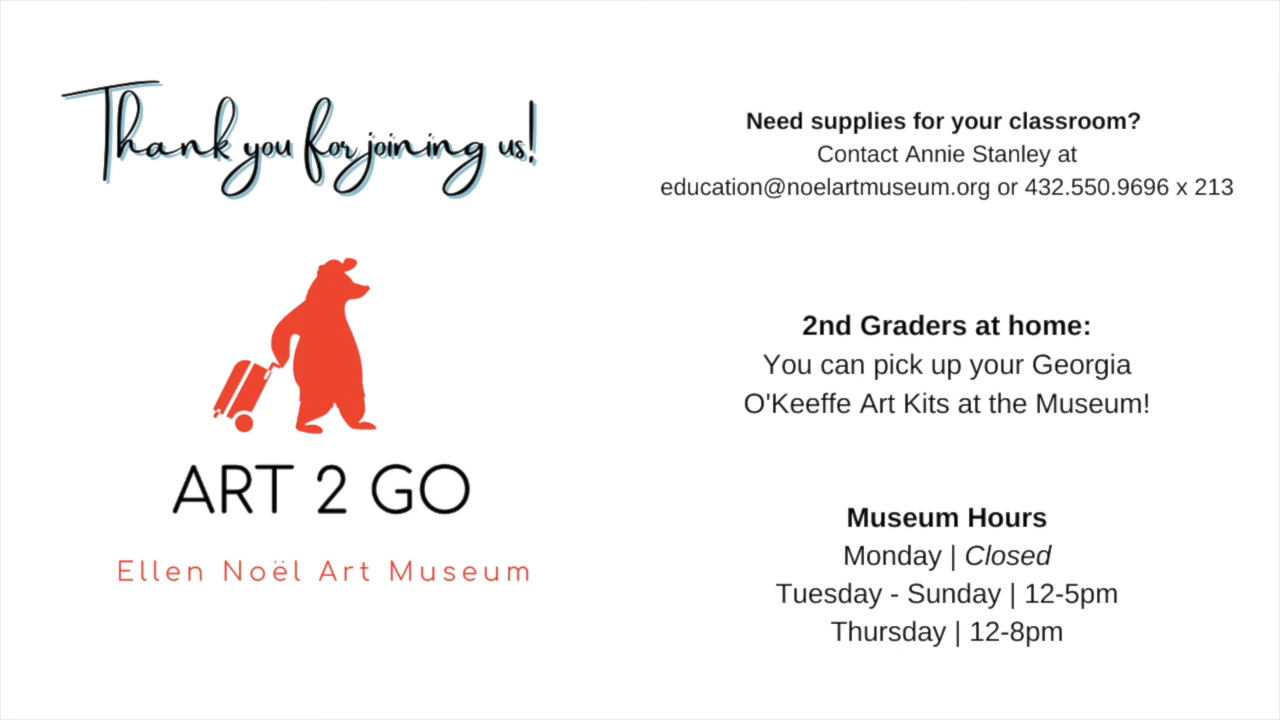 Thank you for joining us!
ART 2 GO
Ellen Noël Art Museum
Need supplies for your classroom?
Contact Annie Stanley at
education@noelartmuseum.org or 432.550.9696 x 213
2nd Graders at home:
You can pick up your Georgia
O'Keeffe Art Kits at the Museum!
Museum Hours
Monday | Closed
Tuesday - Sunday | 12-5pm
Thursday | 12-8pm